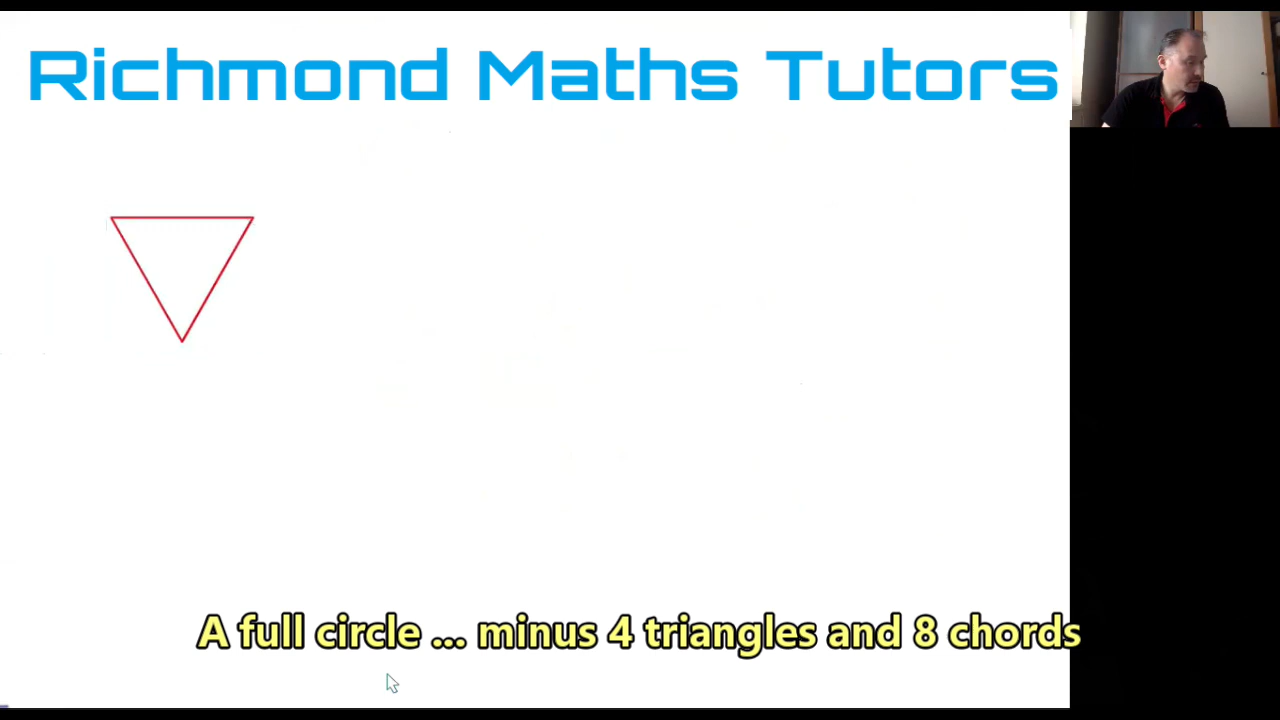 Richmond Maths Tutors
A full circle ... minus 4 triangles and 8 chords